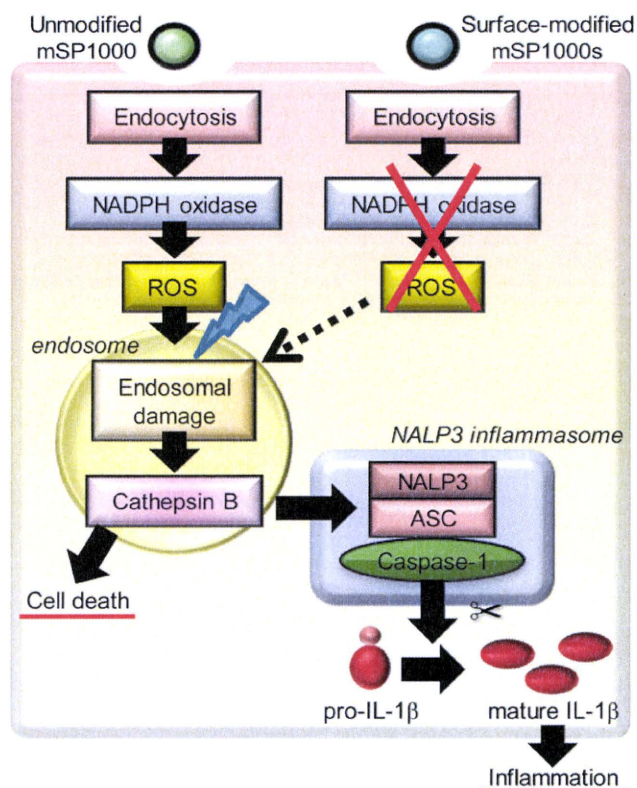 Unmodified
mSP1000
Surface-modified
mSP1000s
Endocytosis
Endocytosis
NADPH oxidase
NADPH oxidase
ROS
ROS
endosome
Endosomal
damage
NALP3 inflammasome
Cathepsin B
NALP3
ASC
Caspase-1
Cell death
pro-IL-1β
mature IL-1β
Inflammation